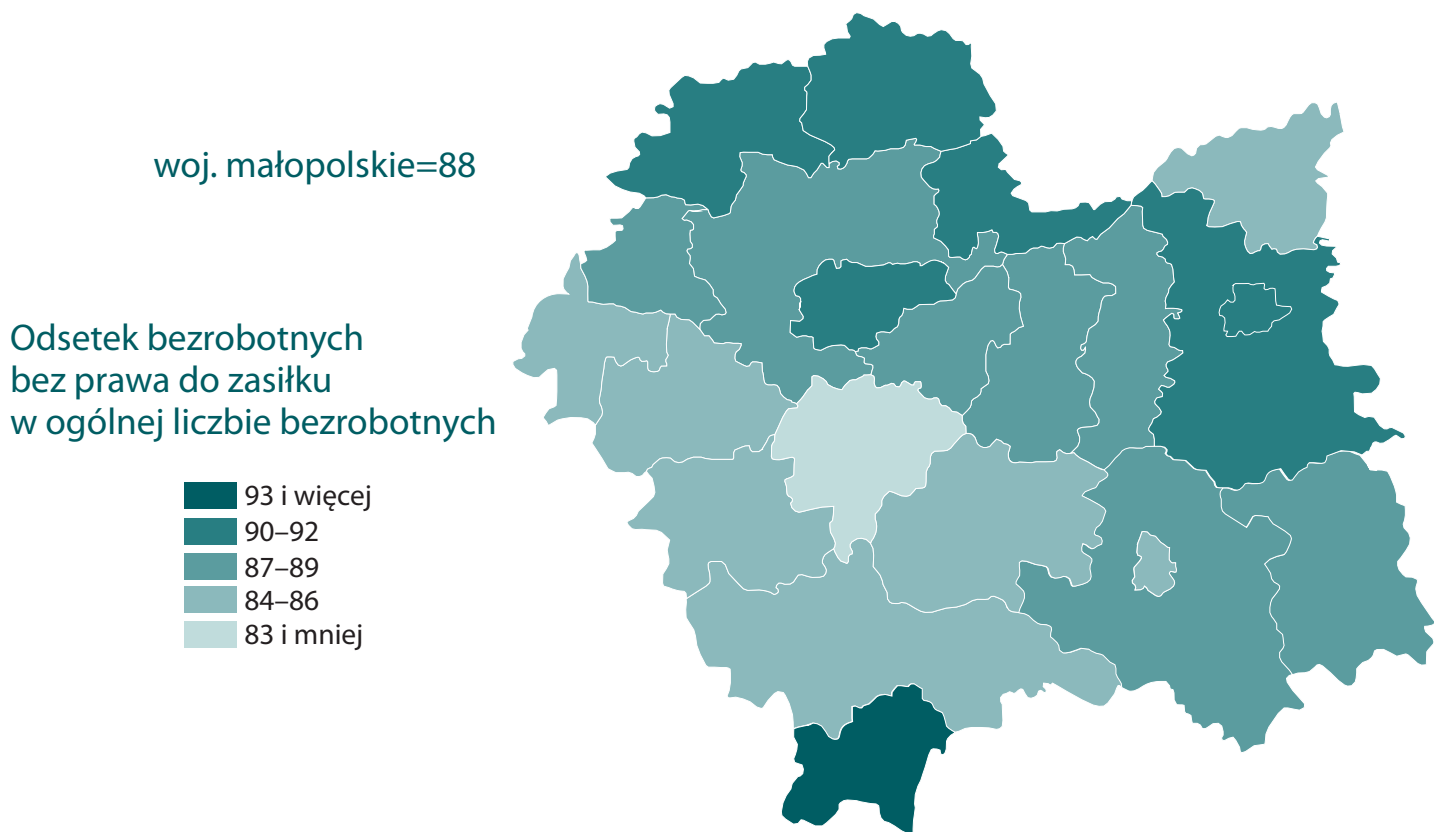 woj. małopolskie=88
Odsetek bezrobotnych
bez prawa do zasiłku
w ogólnej liczbie bezrobotnych
93 i więcej
90–92
87–89
84–86
83 i mniej